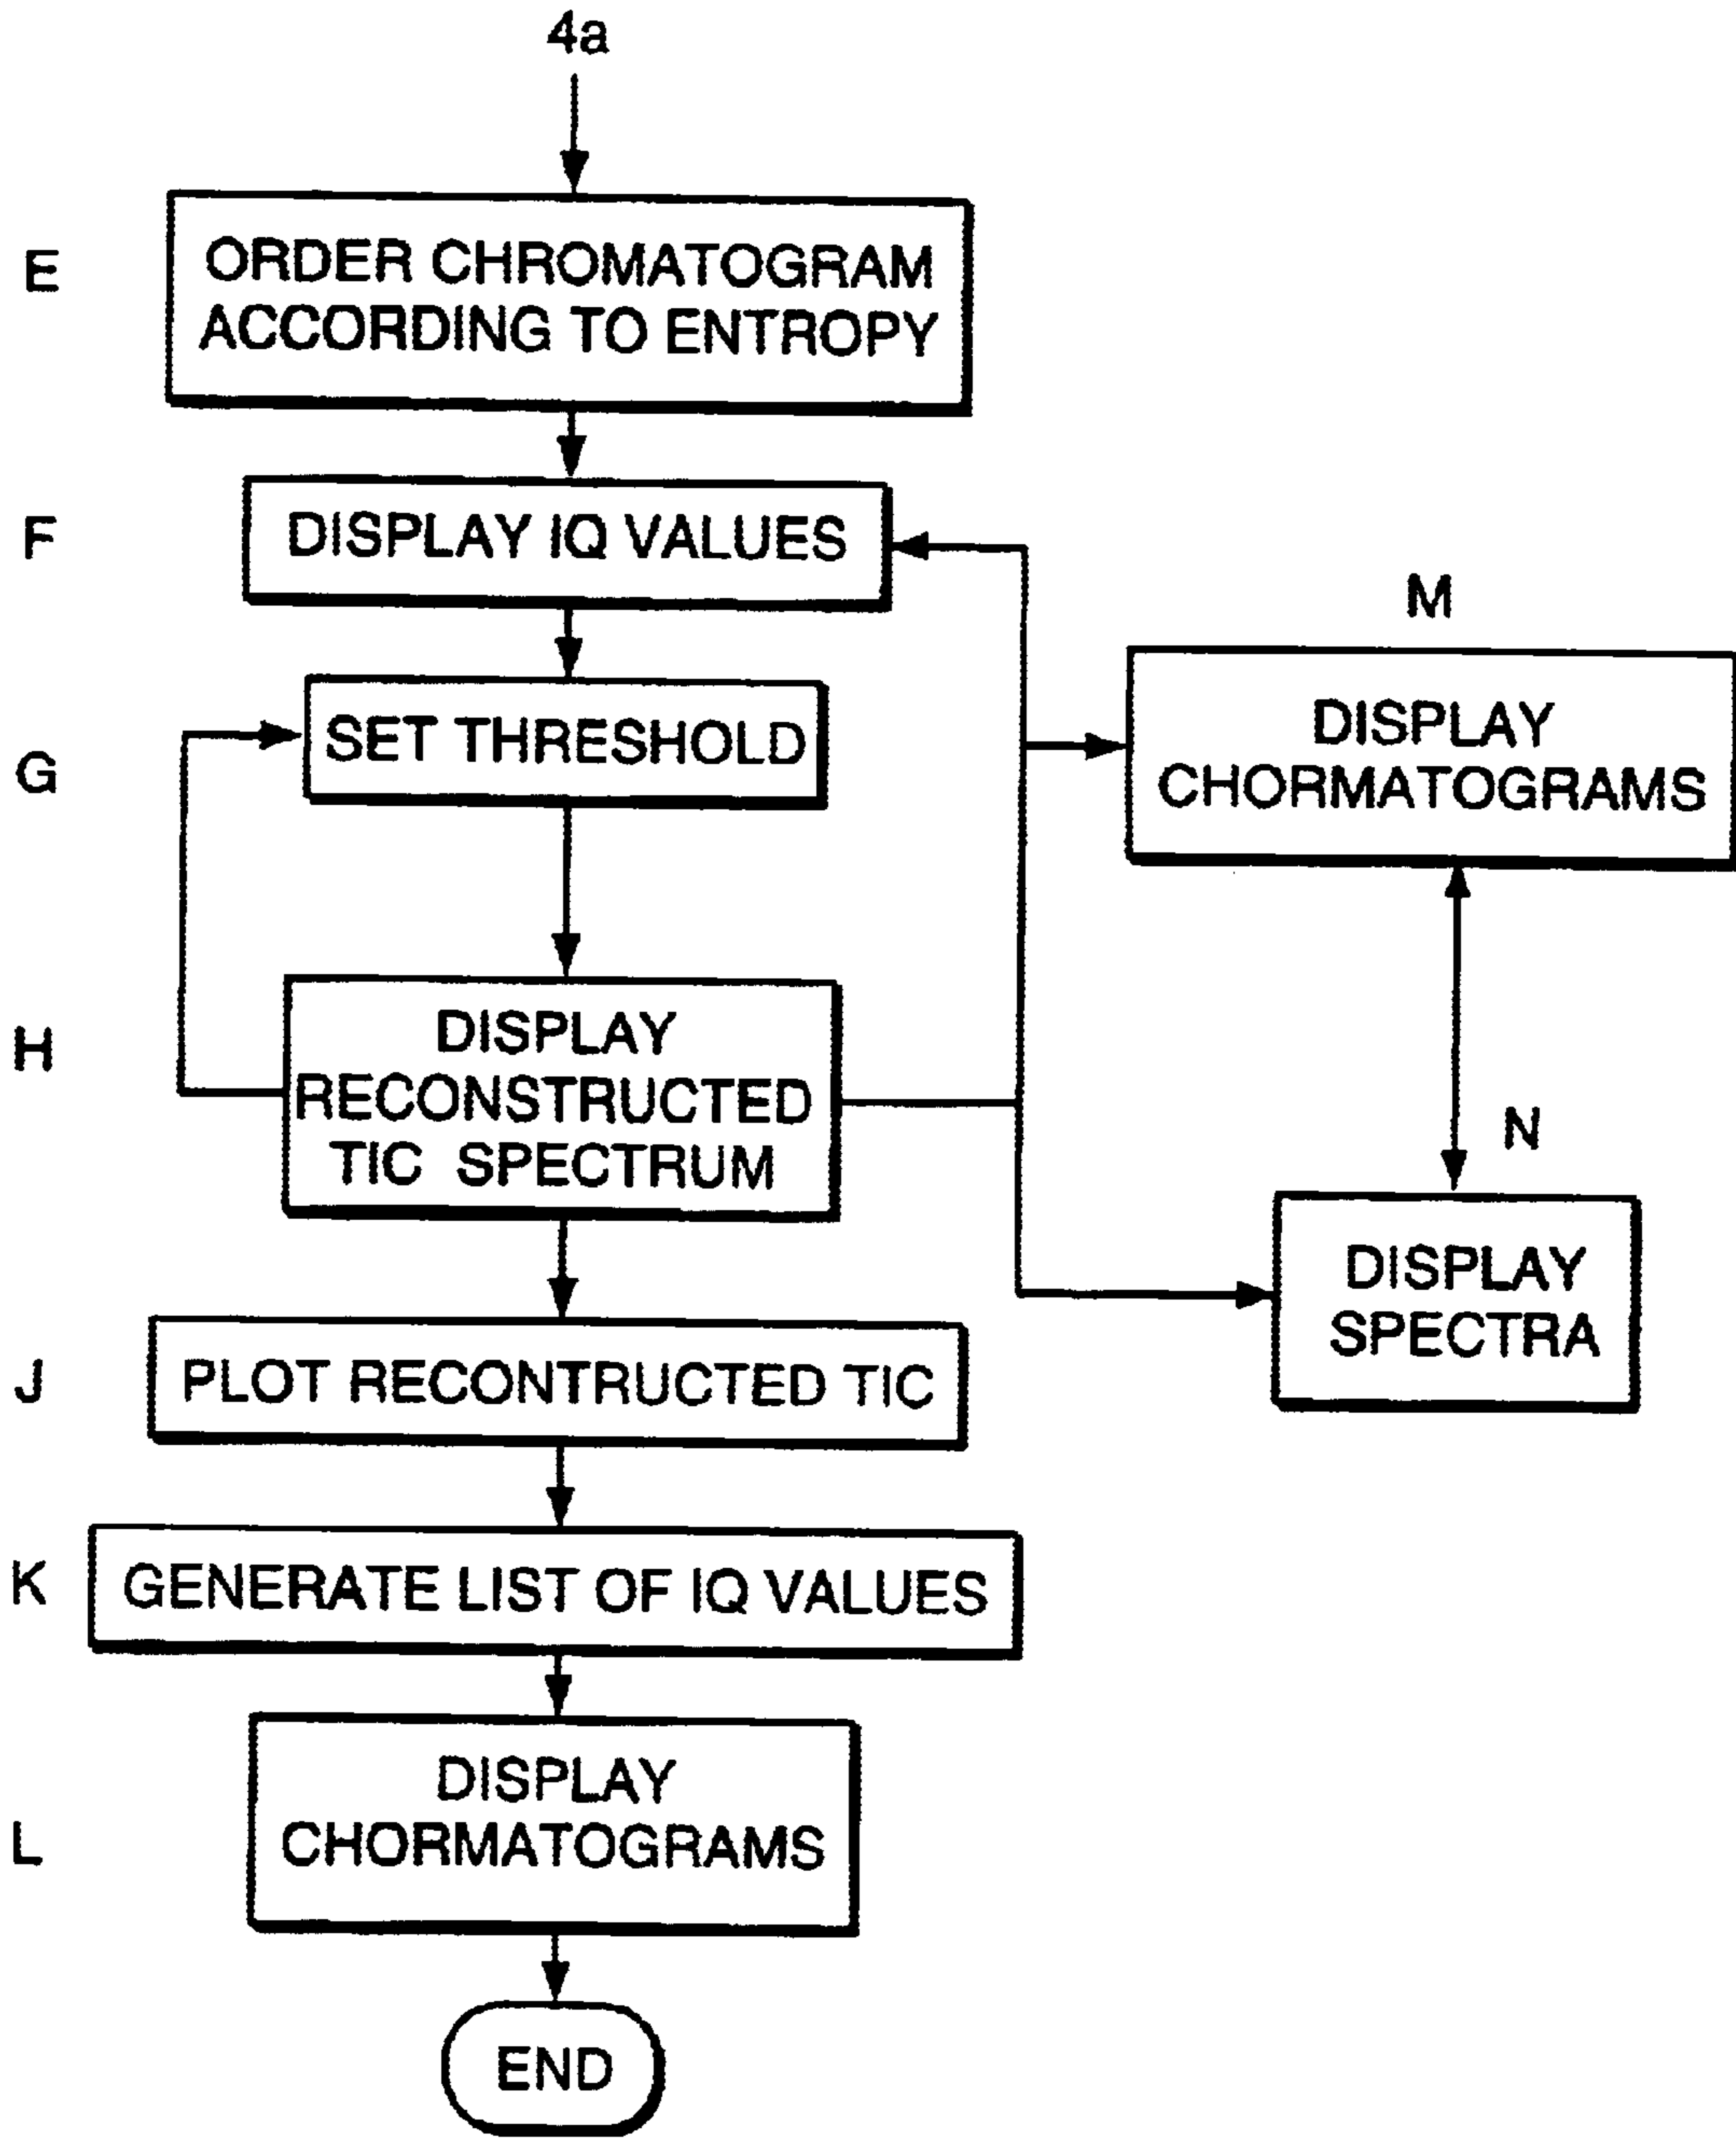 4a
E
ORDER CHROMATOGRAM
ACCORDING TO ENTROPY
F
DISPLAY IQ VALUES
G
SET THRESHOLD
M
DISPLAY
CHORMATOGRAMS
H
DISPLAY
RECONSTRUCTED
TIC SPECTRUM
N
DISPLAY
SPECTRA
J
PLOT RECONTRUCTED TIC
K
GENERATE LIST OF IQ VALUES
L
DISPLAY
CHORMATOGRAMS
END